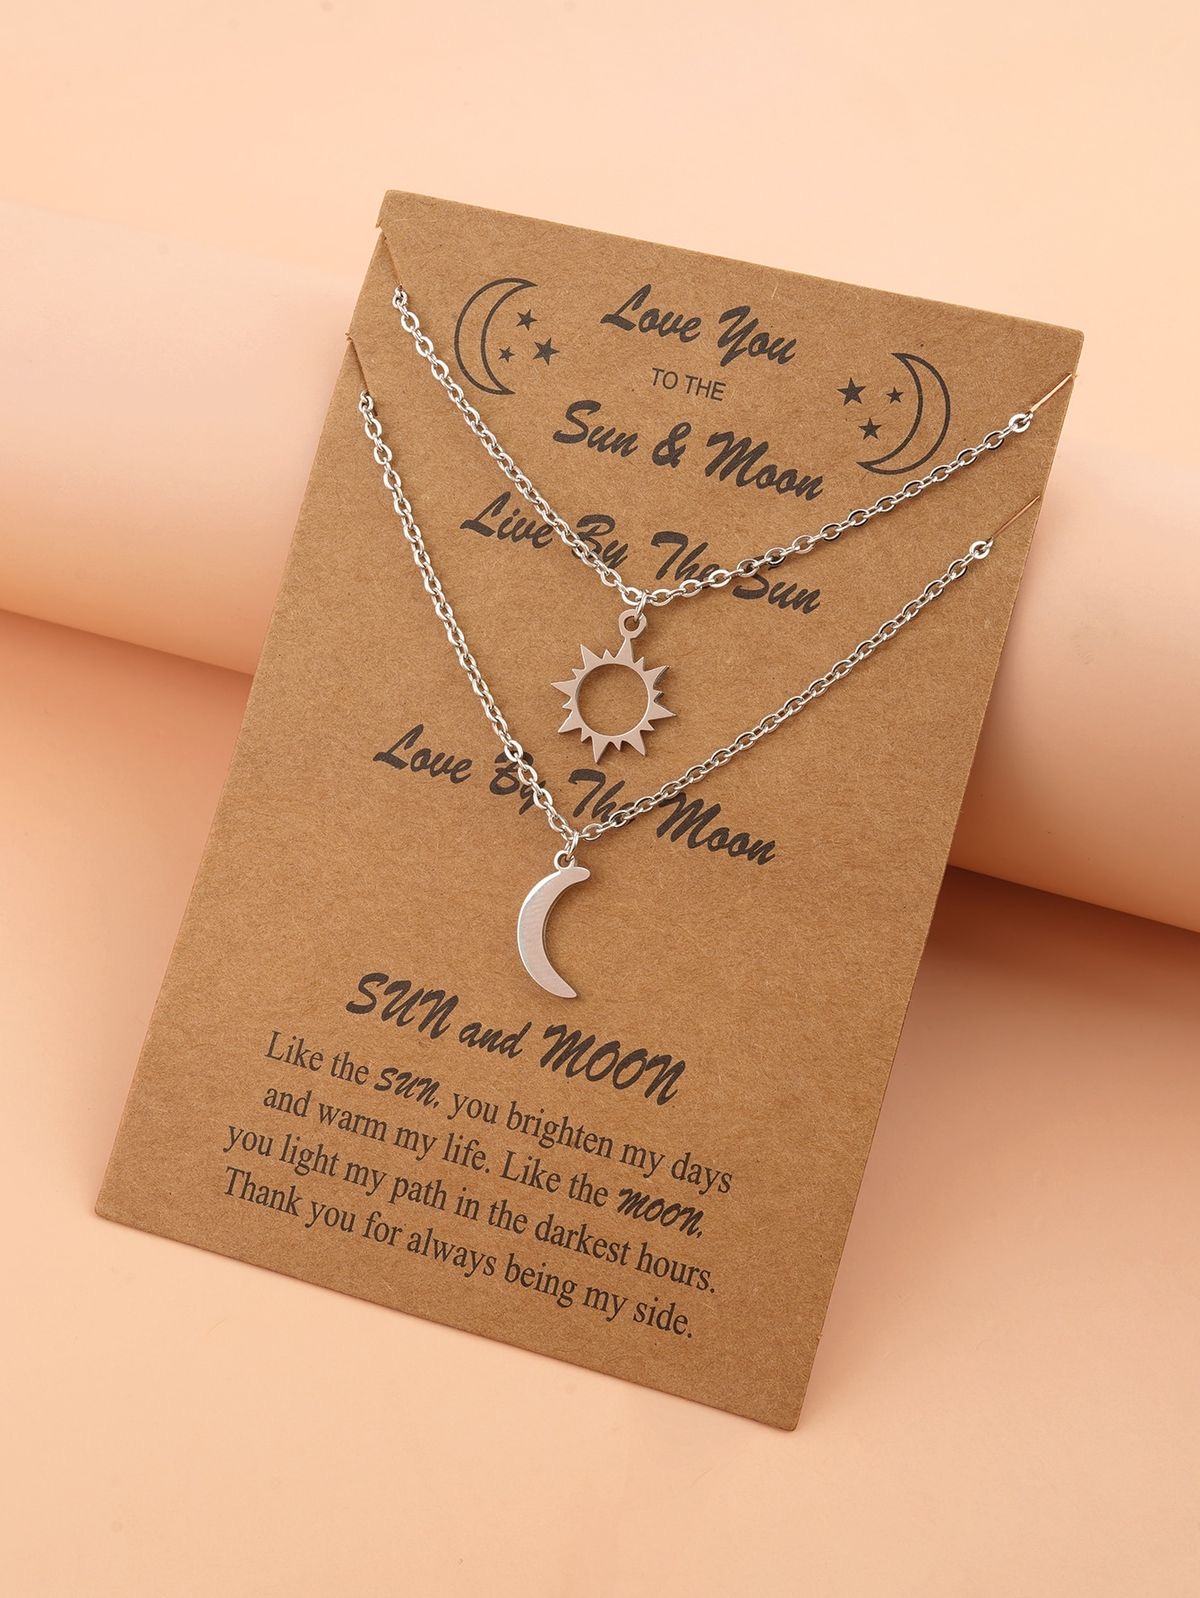 Love You
TO THE
Sun & Moon
Live By The Sun
Love By The Moon
SUN and MOON
Like the SUN, you brighten my days
and warm my life. Like the MOON,
you light my path in the darkest hours.
Thank you for always being my side.